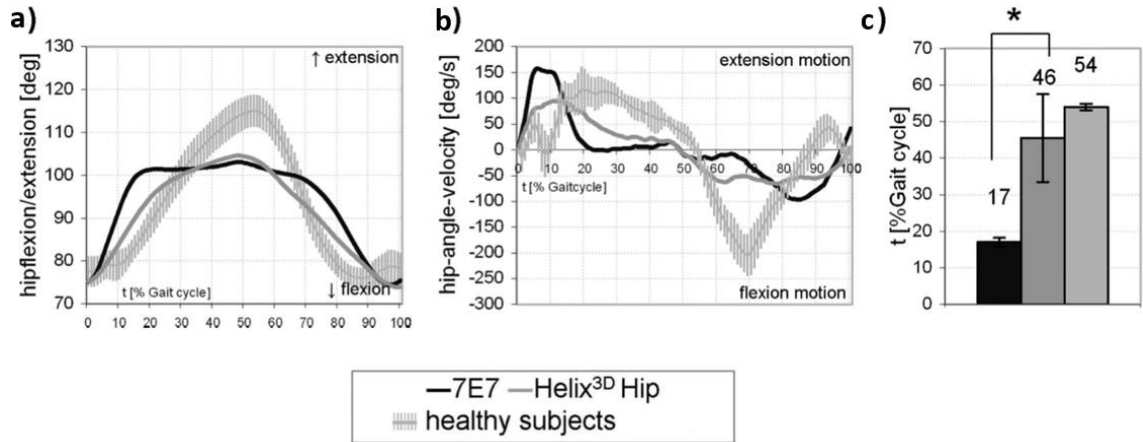 a)
hipflexion/extension [deg]
130
120
110
100
90
80
70
↑ extension
t [% Gait cycle]
↓ flexion
0 10 20 30 40 50 60 70 80 90 100
b)
hip-angle-velocity [deg/s]
200
150
100
50
0
-50
-100
-150
-200
-250
-300
extension motion
0 10 20 30 40 50 60 70 80 90 100
t [% Gaitcycle]
flexion motion
c)
t [%Gait cycle]
70
60
50
40
30
20
10
0
*
17
46
54
7E7 Helix3D Hip
healthy subjects